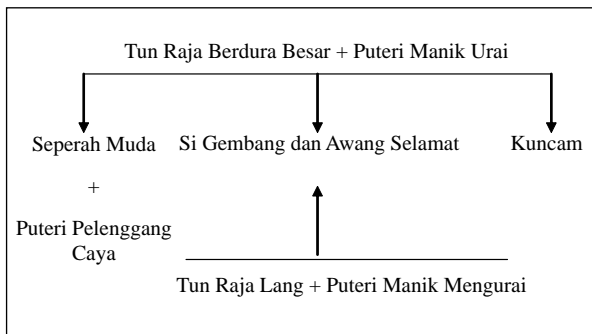 Tun Raja Berdura Besar + Puteri Manik Urai
Seperah Muda
Si Gembang dan Awang Selamat
Kuncam
+
Puteri Pelenggang
Caya
Tun Raja Lang + Puteri Manik Mengurai